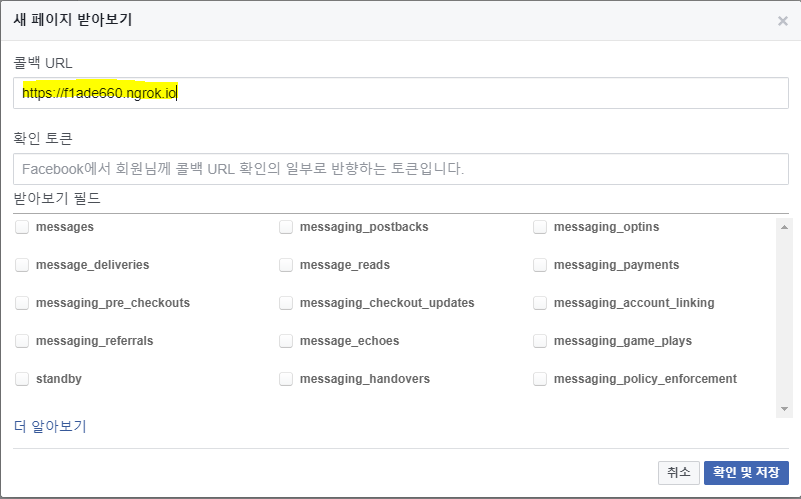 새 페이지 받아보기 ×
콜백 URL
https://f1ade660.ngrok.io
확인 토큰
Facebook에서 회원님께 콜백 URL 확인의 일부로 반향하는 토큰입니다.
받아보기 필드
messages messaging_postbacks messaging_optins
message_deliveries message_reads messaging_payments
messaging_pre_checkouts messaging_checkout_updates messaging_account_linking
messaging_referrals message_echoes messaging_game_plays
standby messaging_handovers messaging_policy_enforcement
더 알아보기
취소 확인 및 저장